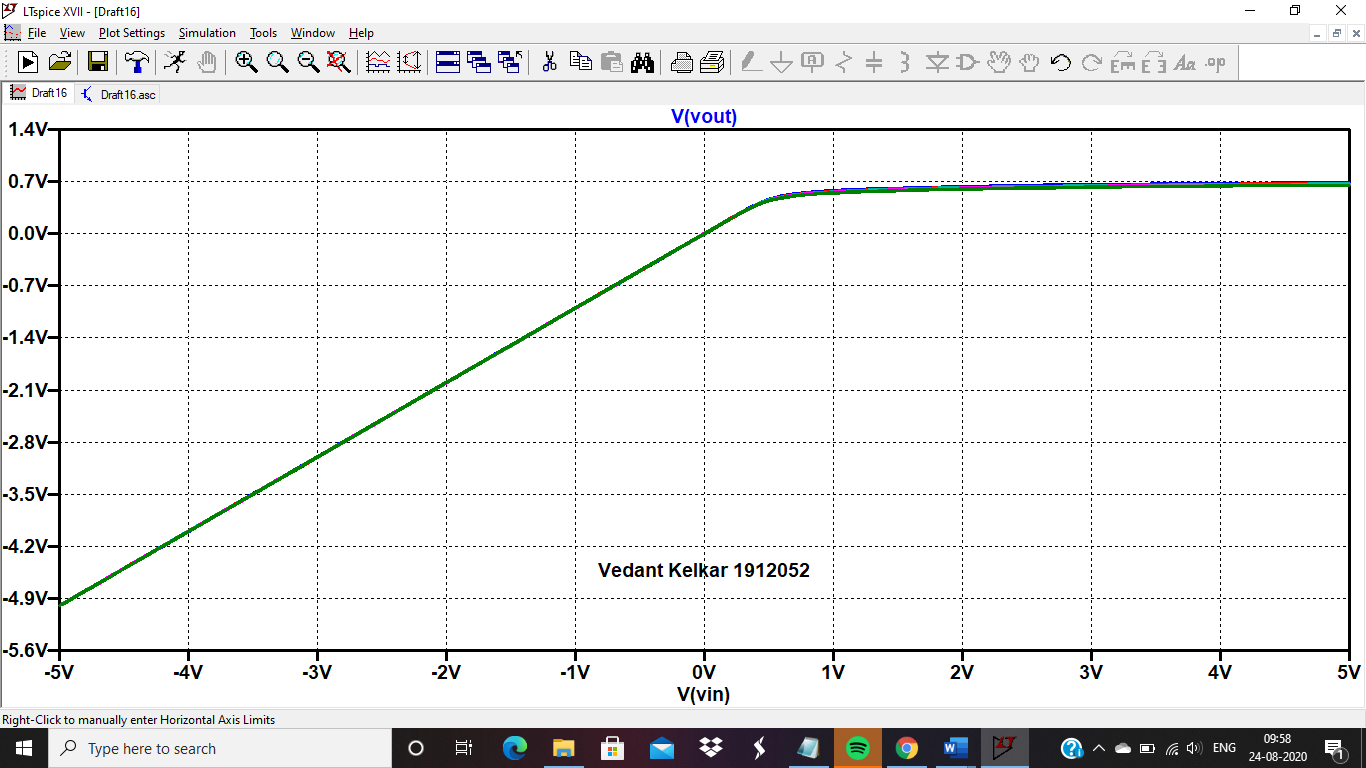 LTspice XVII - [Draft16]
File View Plot Settings Simulation Tools Window Help
Draft16 Draft16.asc
V(vout)
1.4V
0.7V
0.0V
-0.7V
-1.4V
-2.1V
-2.8V
-3.5V
-4.2V
-4.9V
-5.6V
Vedant Kelkar 1912052
-5V -4V -3V -2V -1V 0V 1V 2V 3V 4V 5V
V(vin)
Right-Click to manually enter Horizontal Axis Limits
Type here to search
ENG
09:58
24-08-2020
1